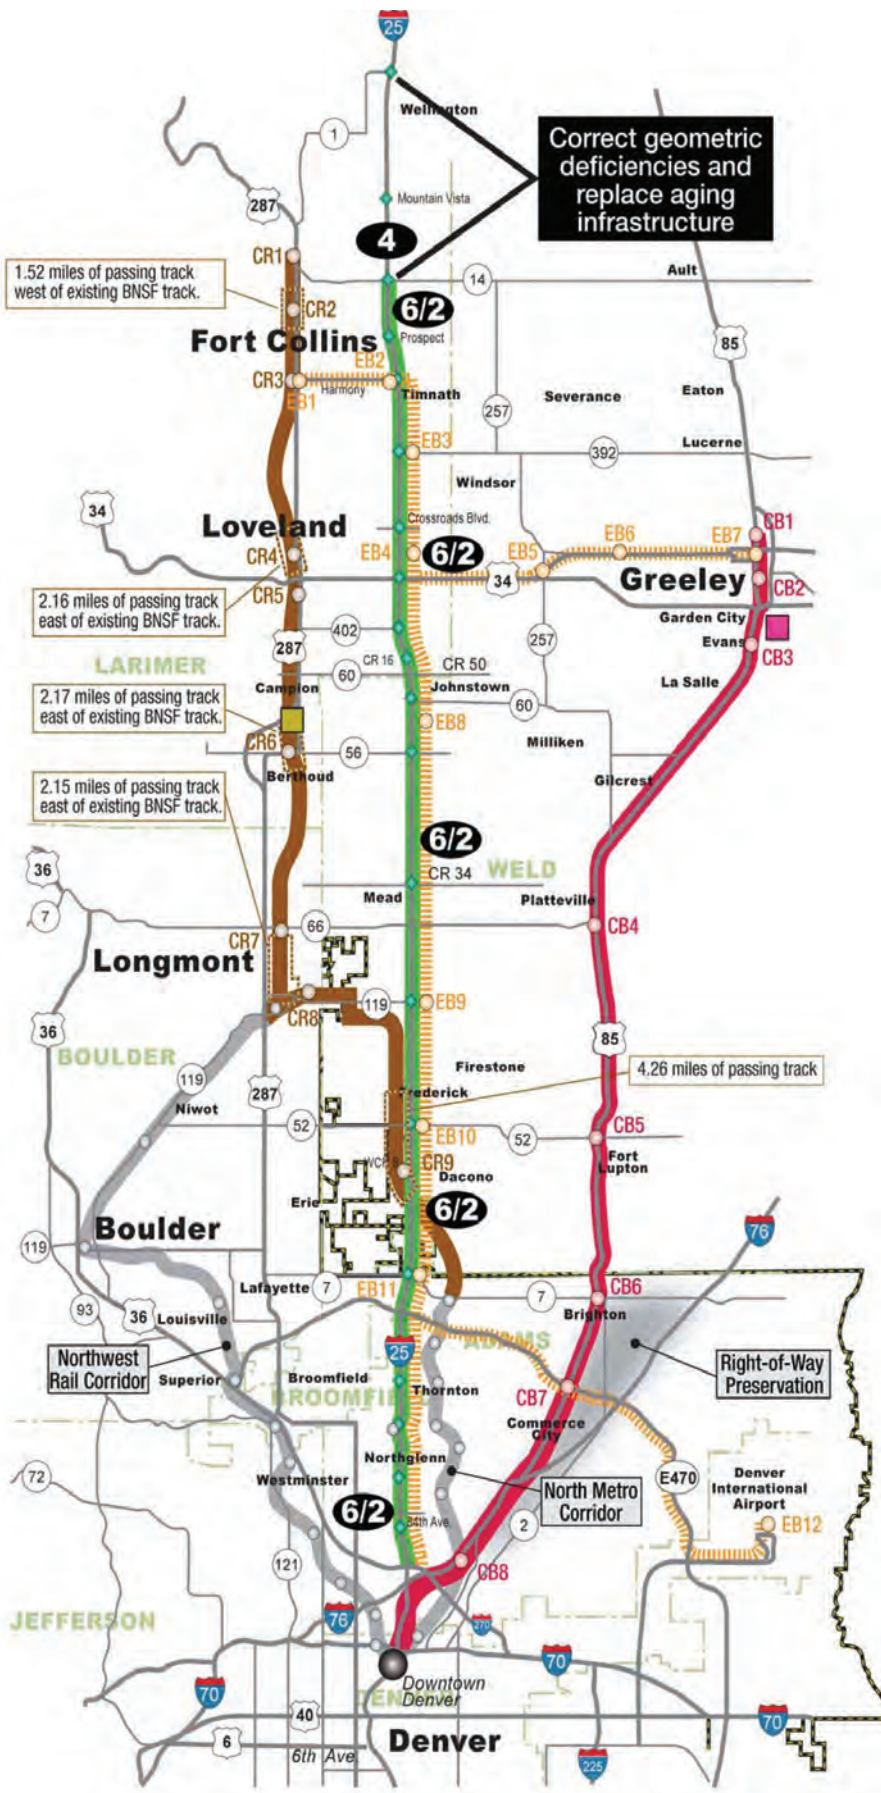 25
Wellington
1
Correct geometric
deficiencies and
replace aging
infrastructure
287
Mountain Vista
4
CR1
14
Ault
1.52 miles of passing track
west of existing BNSF track.
CR2
6/2
Fort Collins
Prospect
85
EB2
CR3
EB1
Harmony
Timnath
Severance
Eaton
257
EB3
392
Lucerne
Windsor
34
Loveland
Crossroads Blvd.
CB1
CR4
EB4
6/2
EB5
EB6
EB7
34
Greeley
CB2
CR5
2.16 miles of passing track
east of existing BNSF track.
Garden City
402
257
Evans
CB3
287
LARIMER
CR 16
CR 50
60
La Salle
Campion
Johnstown
2.17 miles of passing track
east of existing BNSF track.
60
EB8
CR6
56
Milliken
Berthoud
Gilcrest
2.15 miles of passing track
east of existing BNSF track.
6/2
36
WELD
CR 34
7
Mead
Platteville
66
CB4
CR7
Longmont
119
EB9
CR8
36
85
BOULDER
Firestone
4.26 miles of passing track
119
287
Frederick
Niwot
52
EB10
52
CB5
CR9
Fort
Lupton
Dacono
Erie
6/2
Boulder
76
119
Lafayette
7
EB11
CB6
7
93
36
Louisville
Brighton
Northwest
Rail Corridor
25
ADAMS
Right-of-Way
Preservation
Superior
Broomfield
BROOMFIELD
Thornton
CB7
Commerce
City
Northglenn
72
Westminster
North Metro
Corridor
E470
Denver
International
Airport
6/2
84th Ave.
2
EB12
121
CB8
JEFFERSON
76
270
70
70
Downtown
Denver
DENVER
40
70
6
6th Ave.
Denver
225